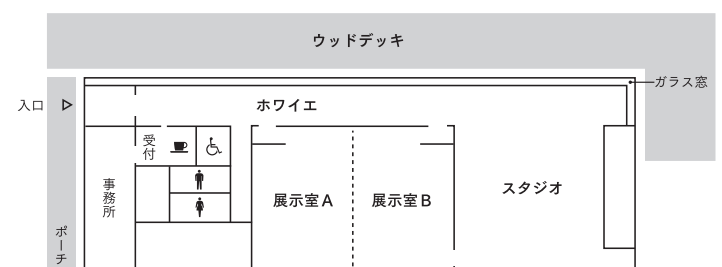 ウッドデッキ
ガラス窓
入口
ホワイエ
受付
事務所
展示室A
展示室B
スタジオ
ポーチ